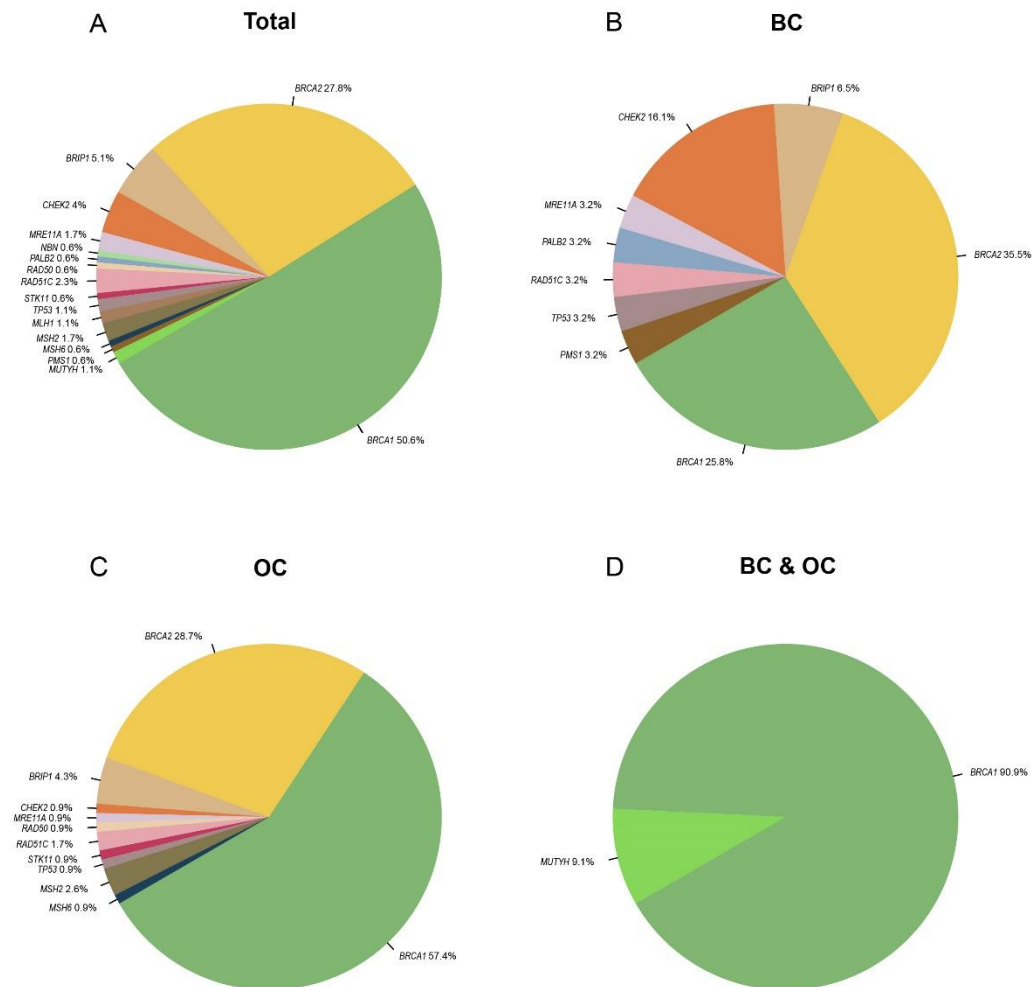 A
Total
BRCA2 27.8%
BRIP1 5.1%
CHEK2 4%
MRE11A 1.7%
NBN 0.6%
PALB2 0.6%
RAD50 0.6%
RAD51C 2.3%
STK11 0.6%
TP53 1.1%
MLH1 1.1%
MSH2 1.7%
MSH6 0.6%
PMS1 0.6%
MUTYH 1.1%
BRCA1 50.6%
B
BC
BRIP1 6.5%
CHEK2 16.1%
MRE11A 3.2%
PALB2 3.2%
RAD51C 3.2%
TP53 3.2%
PMS1 3.2%
BRCA2 35.5%
BRCA1 25.8%
C
OC
BRCA2 28.7%
BRIP1 4.3%
CHEK2 0.9%
MRE11A 0.9%
RAD50 0.9%
RAD51C 1.7%
STK11 0.9%
TP53 0.9%
MSH2 2.6%
MSH6 0.9%
BRCA1 57.4%
D
BC & OC
BRCA1 90.9%
MUTYH 9.1%